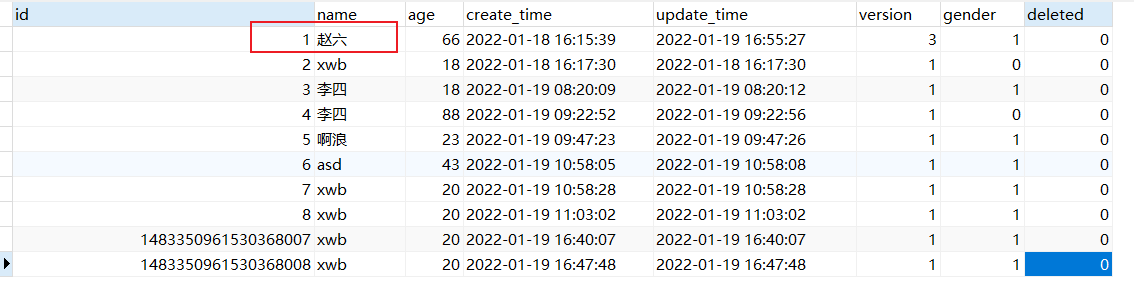 id name age create_time update_time version gender deleted
1 赵六 66 2022-01-18 16:15:39 2022-01-19 16:55:27 3 1 0
2 xwb 18 2022-01-18 16:17:30 2022-01-18 16:17:30 1 0 0
3 李四 18 2022-01-19 08:20:09 2022-01-19 08:20:12 1 1 0
4 李四 88 2022-01-19 09:22:52 2022-01-19 09:22:56 1 0 0
5 啊浪 23 2022-01-19 09:47:23 2022-01-19 09:47:26 1 1 0
6 asd 43 2022-01-19 10:58:05 2022-01-19 10:58:08 1 1 0
7 xwb 20 2022-01-19 10:58:28 2022-01-19 10:58:28 1 1 0
8 xwb 20 2022-01-19 11:03:02 2022-01-19 11:03:02 1 1 0
1483350961530368007 xwb 20 2022-01-19 16:40:07 2022-01-19 16:40:07 1 1 0
1483350961530368008 xwb 20 2022-01-19 16:47:48 2022-01-19 16:47:48 1 1 0